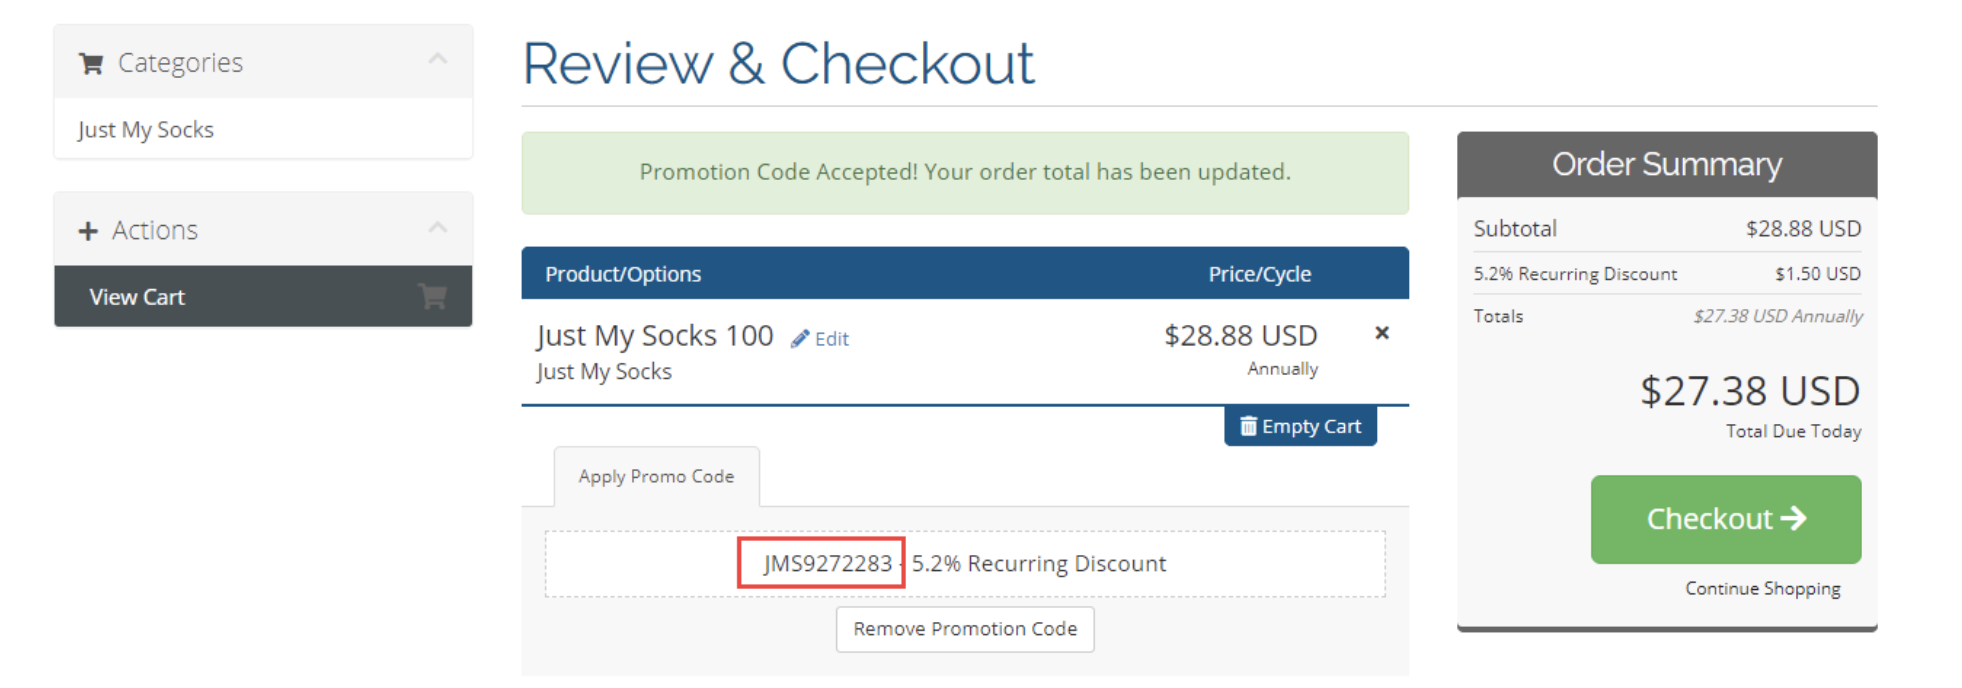 Categories
Just My Socks
Actions
View Cart
Review & Checkout
Promotion Code Accepted! Your order total has been updated.
Product/Options Price/Cycle
Just My Socks 100 Edit $28.88 USD
Just My Socks Annually
Empty Cart
Apply Promo Code
JMS9272283 - 5.2% Recurring Discount
Remove Promotion Code
Order Summary
Subtotal $28.88 USD
5.2% Recurring Discount $1.50 USD
Totals $27.38 USD Annually
$27.38 USD
Total Due Today
Checkout
Continue Shopping